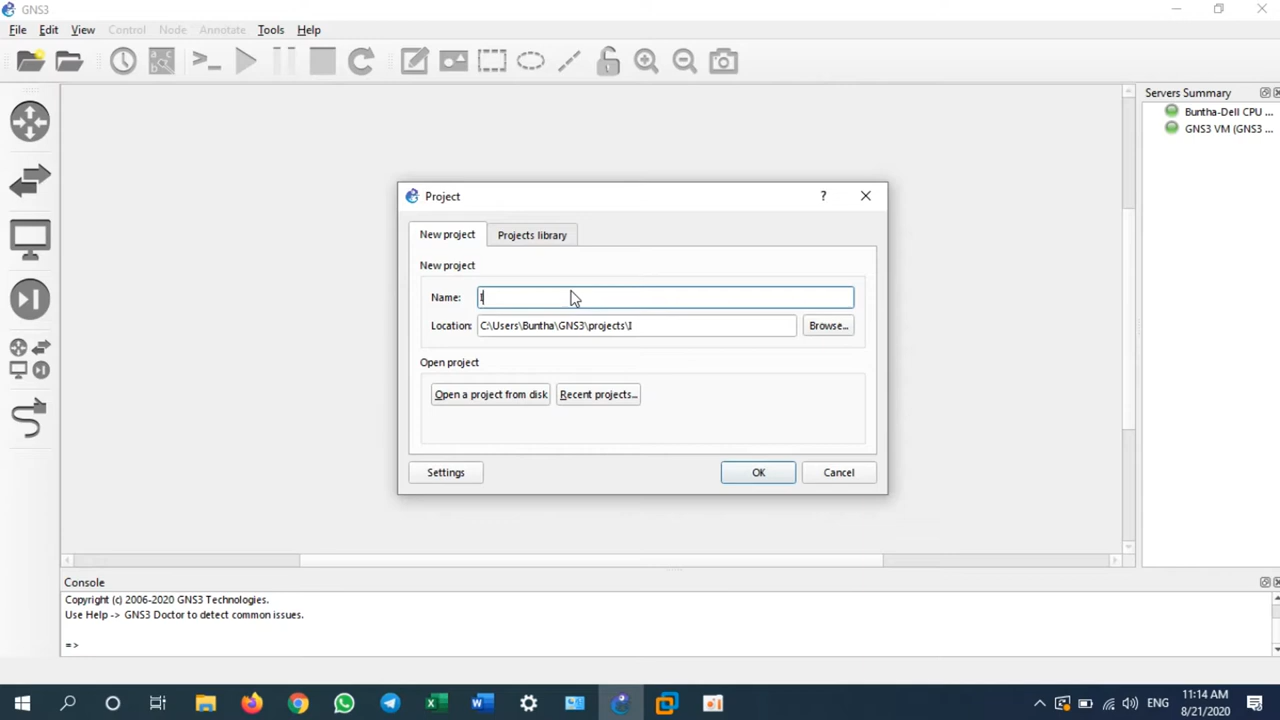 GNS3
File Edit View Control Node Annotate Tools Help
Servers Summary
Buntha-Dell CPU ...
GNS3 VM (GNS3 ...
Project
?
New project Projects library
New project
Name: I
Location: C:\Users\Buntha\GNS3\projects\I Browse...
Open project
Open a project from disk Recent projects...
Settings OK Cancel
Console
Copyright (c) 2006-2020 GNS3 Technologies.
Use Help -> GNS3 Doctor to detect common issues.
=>
ENG
11:14 AM
8/21/2020